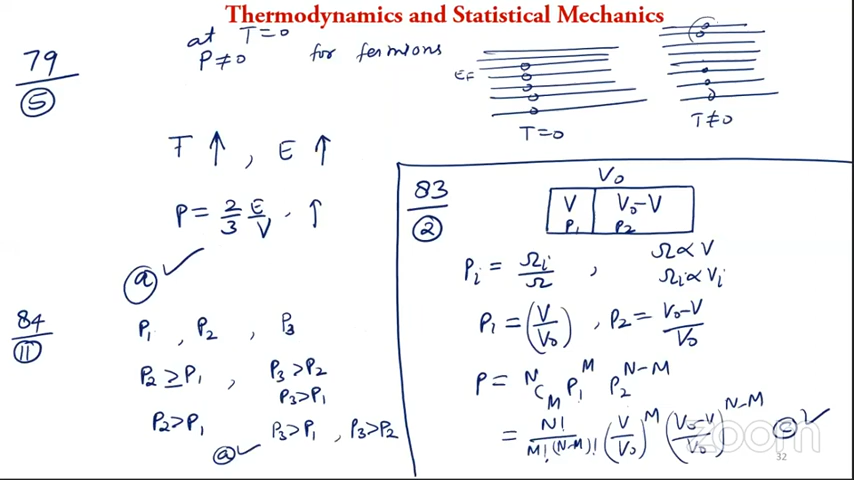 Thermodynamics and Statistical Mechanics
79
5
at T=0
P≠0 for fermions
EF
T=0
T≠0
T ↑ , E ↑
P = 2/3 E/V . ↑
a ✓
84
11
P₁ , P₂ , P₃
P₂ ≥ P₁ , P₃ > P₂
P₃ > P₁
P₂ > P₁ , P₃ > P₁ , P₃ > P₂
a ✓
83
2
V₀
V V₀-V
P₁ P₂
Pᵢ = Ωᵢ/Ω , Ω ∝ V
Ωᵢ ∝ Vᵢ
P₁ = (V/V₀) , P₂ = V₀-V/V₀
P = ᴺC_M P₁^M P₂^N-M
= N!/M!(N-M)! (V/V₀)^M (V₀-V/V₀)^N-M c ✓
zoom
32